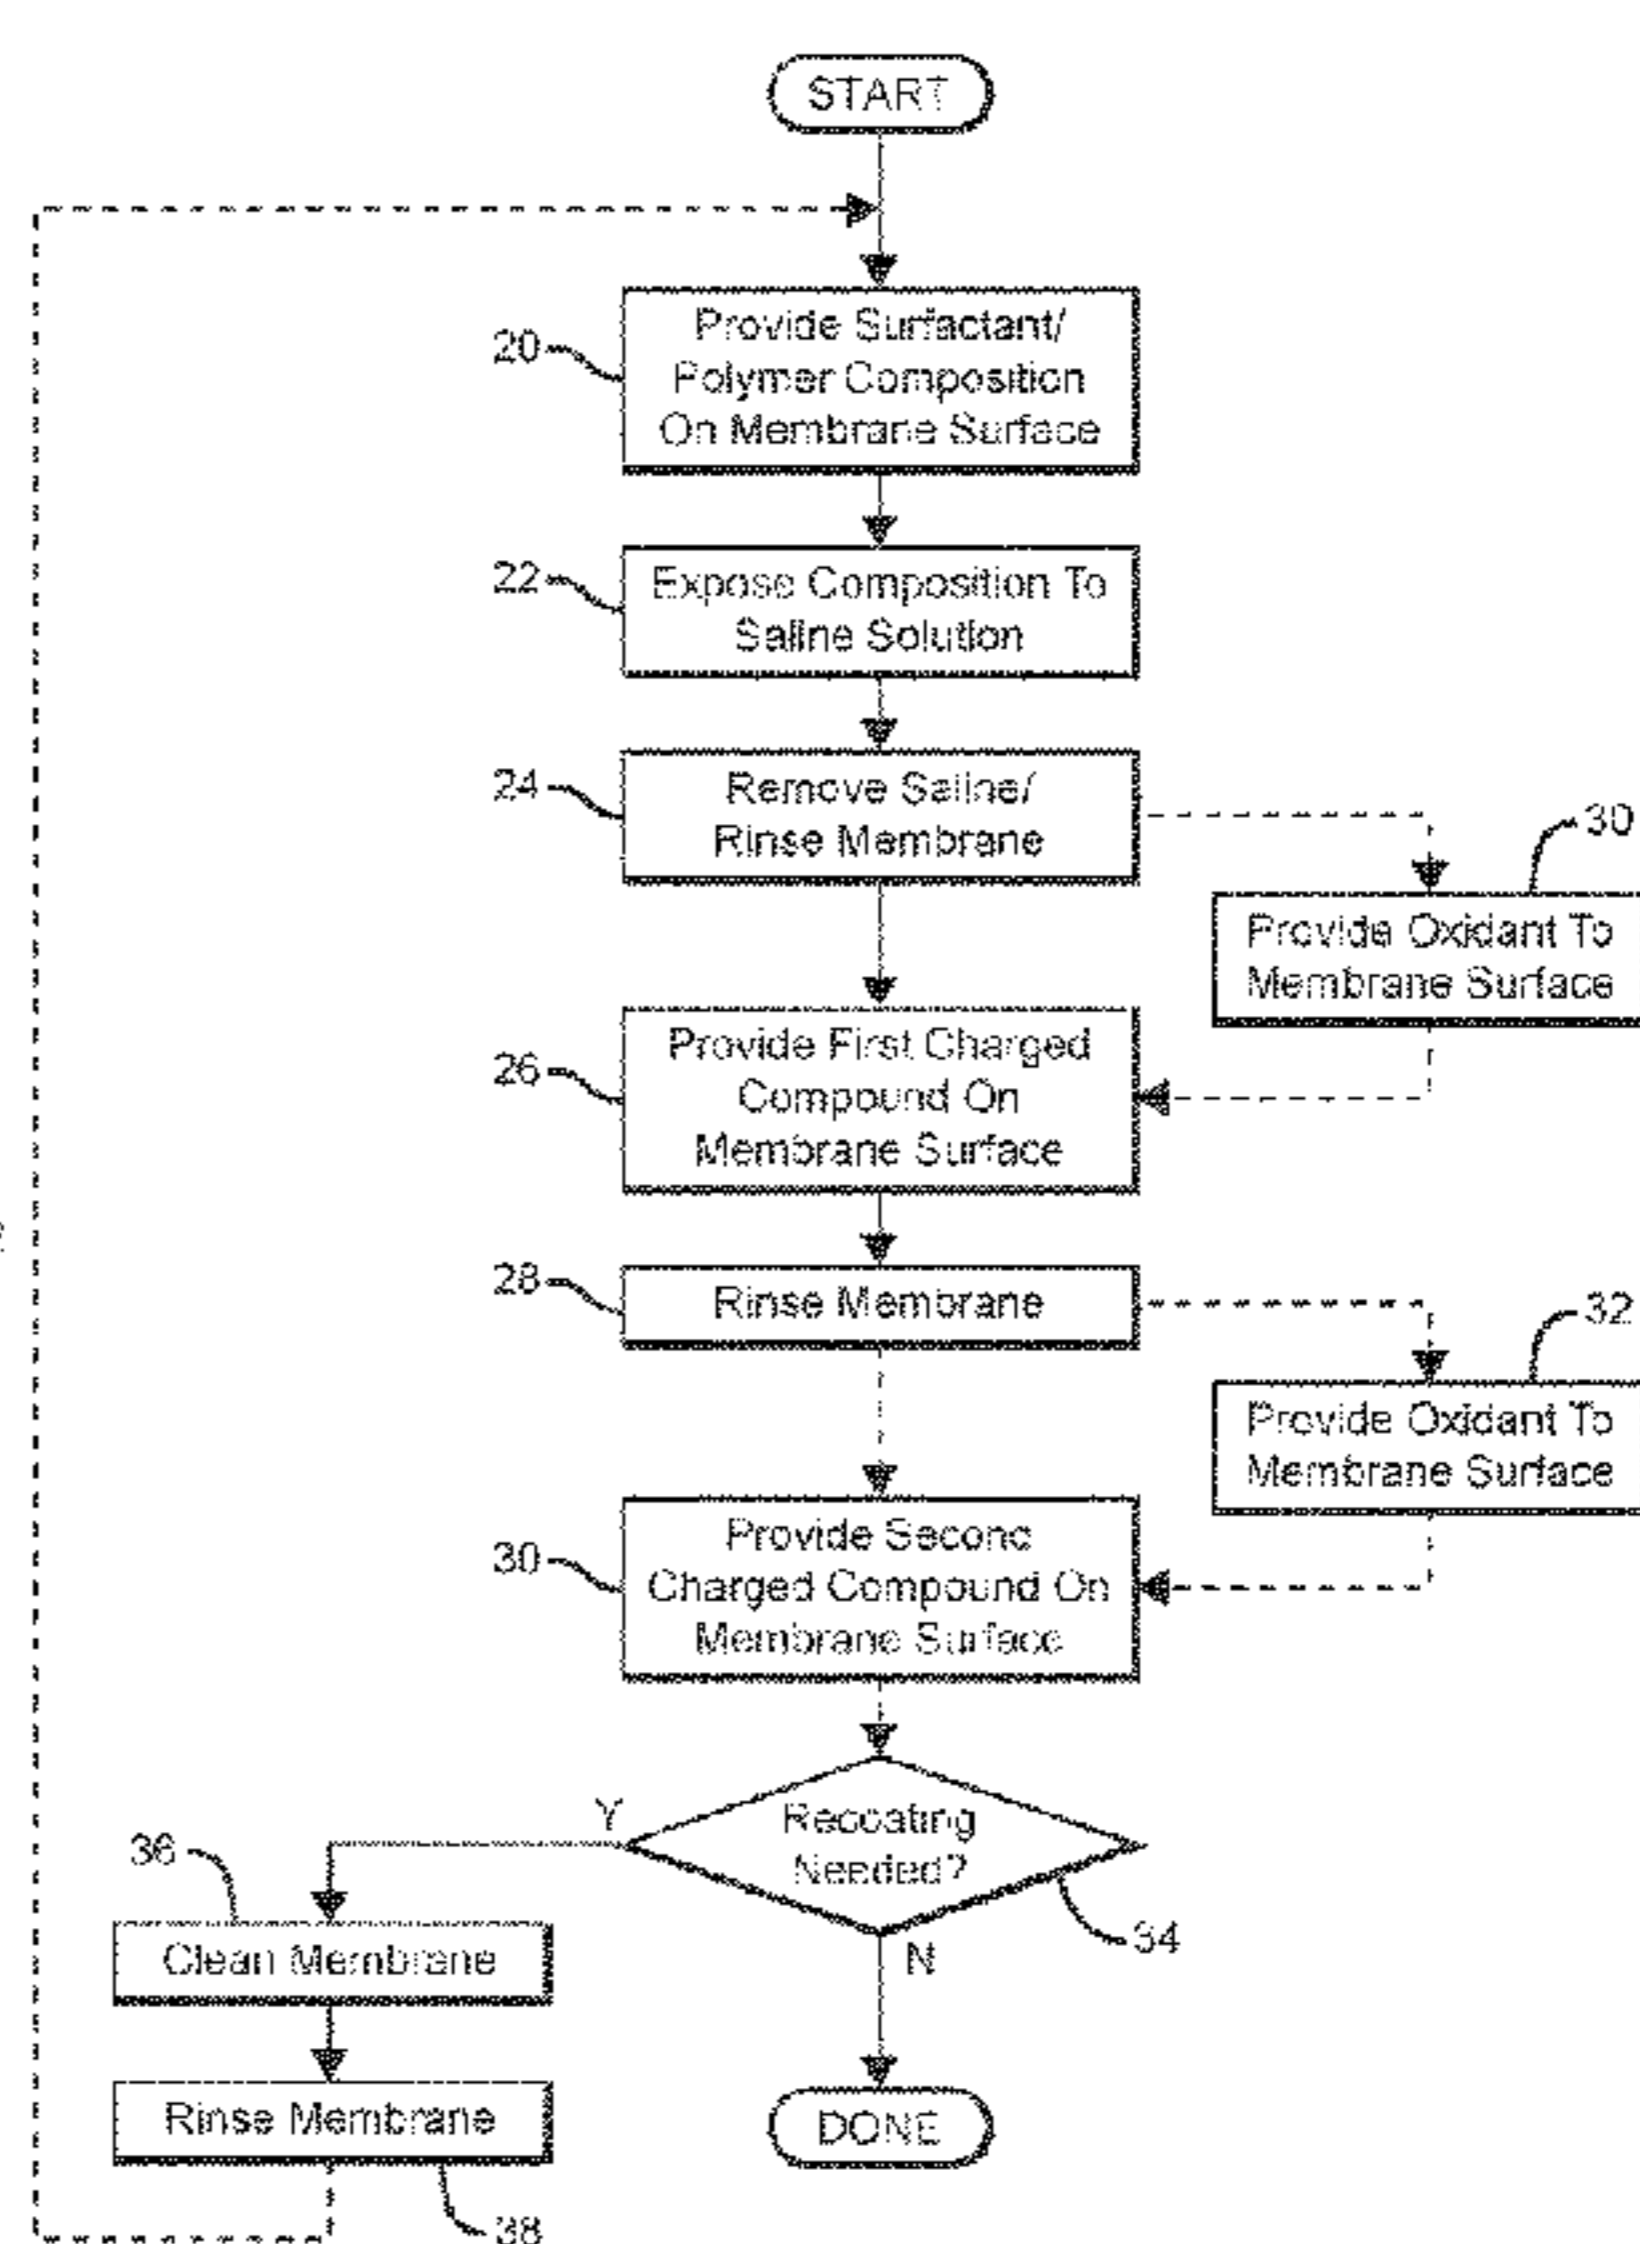 START
20
Provide Surfactant/
Polymer Composition
On Membrane Surface
22
Expose Composition To
Saline Solution
24
Remove Saline/
Rinse Membrane
30
Provide Oxidant To
Membrane Surface
26
Provide First Charged
Compound On
Membrane Surface
28
Rinse Membrane
32
Provide Oxidant To
Membrane Surface
30
Provide Second
Charged Compound On
Membrane Surface
Y
Recoating
Needed?
34
N
36
Clean Membrane
Rinse Membrane
38
DONE